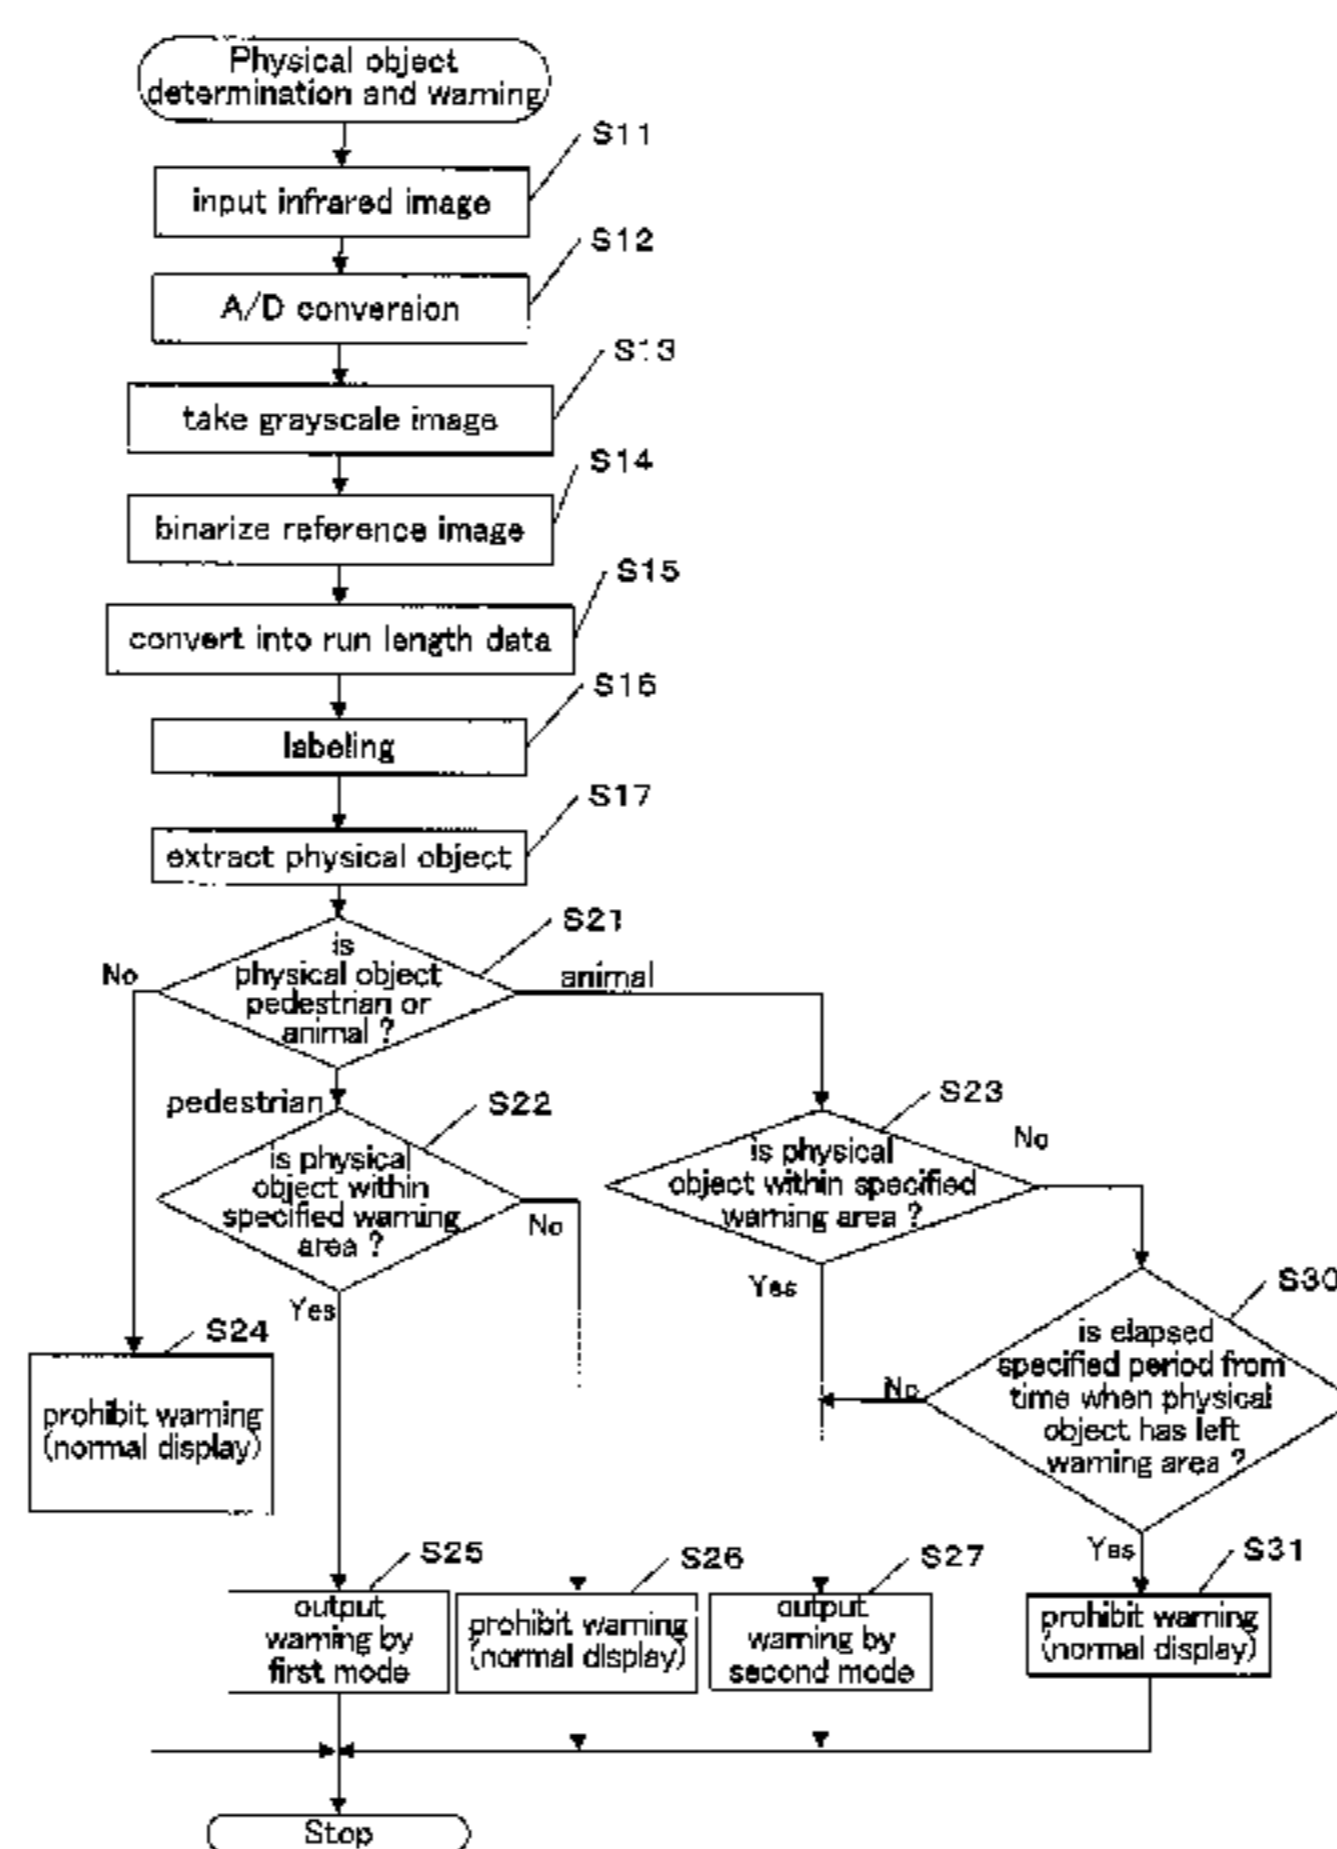 Physical object
determination and warning
S11
input infrared image
S12
A/D conversion
S13
take grayscale image
S14
binarize reference image
S15
convert into run length data
S16
labeling
S17
extract physical object
S21
is
physical object
pedestrian or
animal ?
No
animal
pedestrian
S22
is physical
object within
specified warning
area ?
No
Yes
S23
is physical
object within specified
warning area ?
No
Yes
S30
is elapsed
specified period from
time when physical
object has left
warning area ?
No
Yes
S24
prohibit warning
(normal display)
S25
output
warning by
first mode
S26
prohibit warning
(normal display)
S27
output
warning by
second mode
S31
prohibit warning
(normal display)
Stop